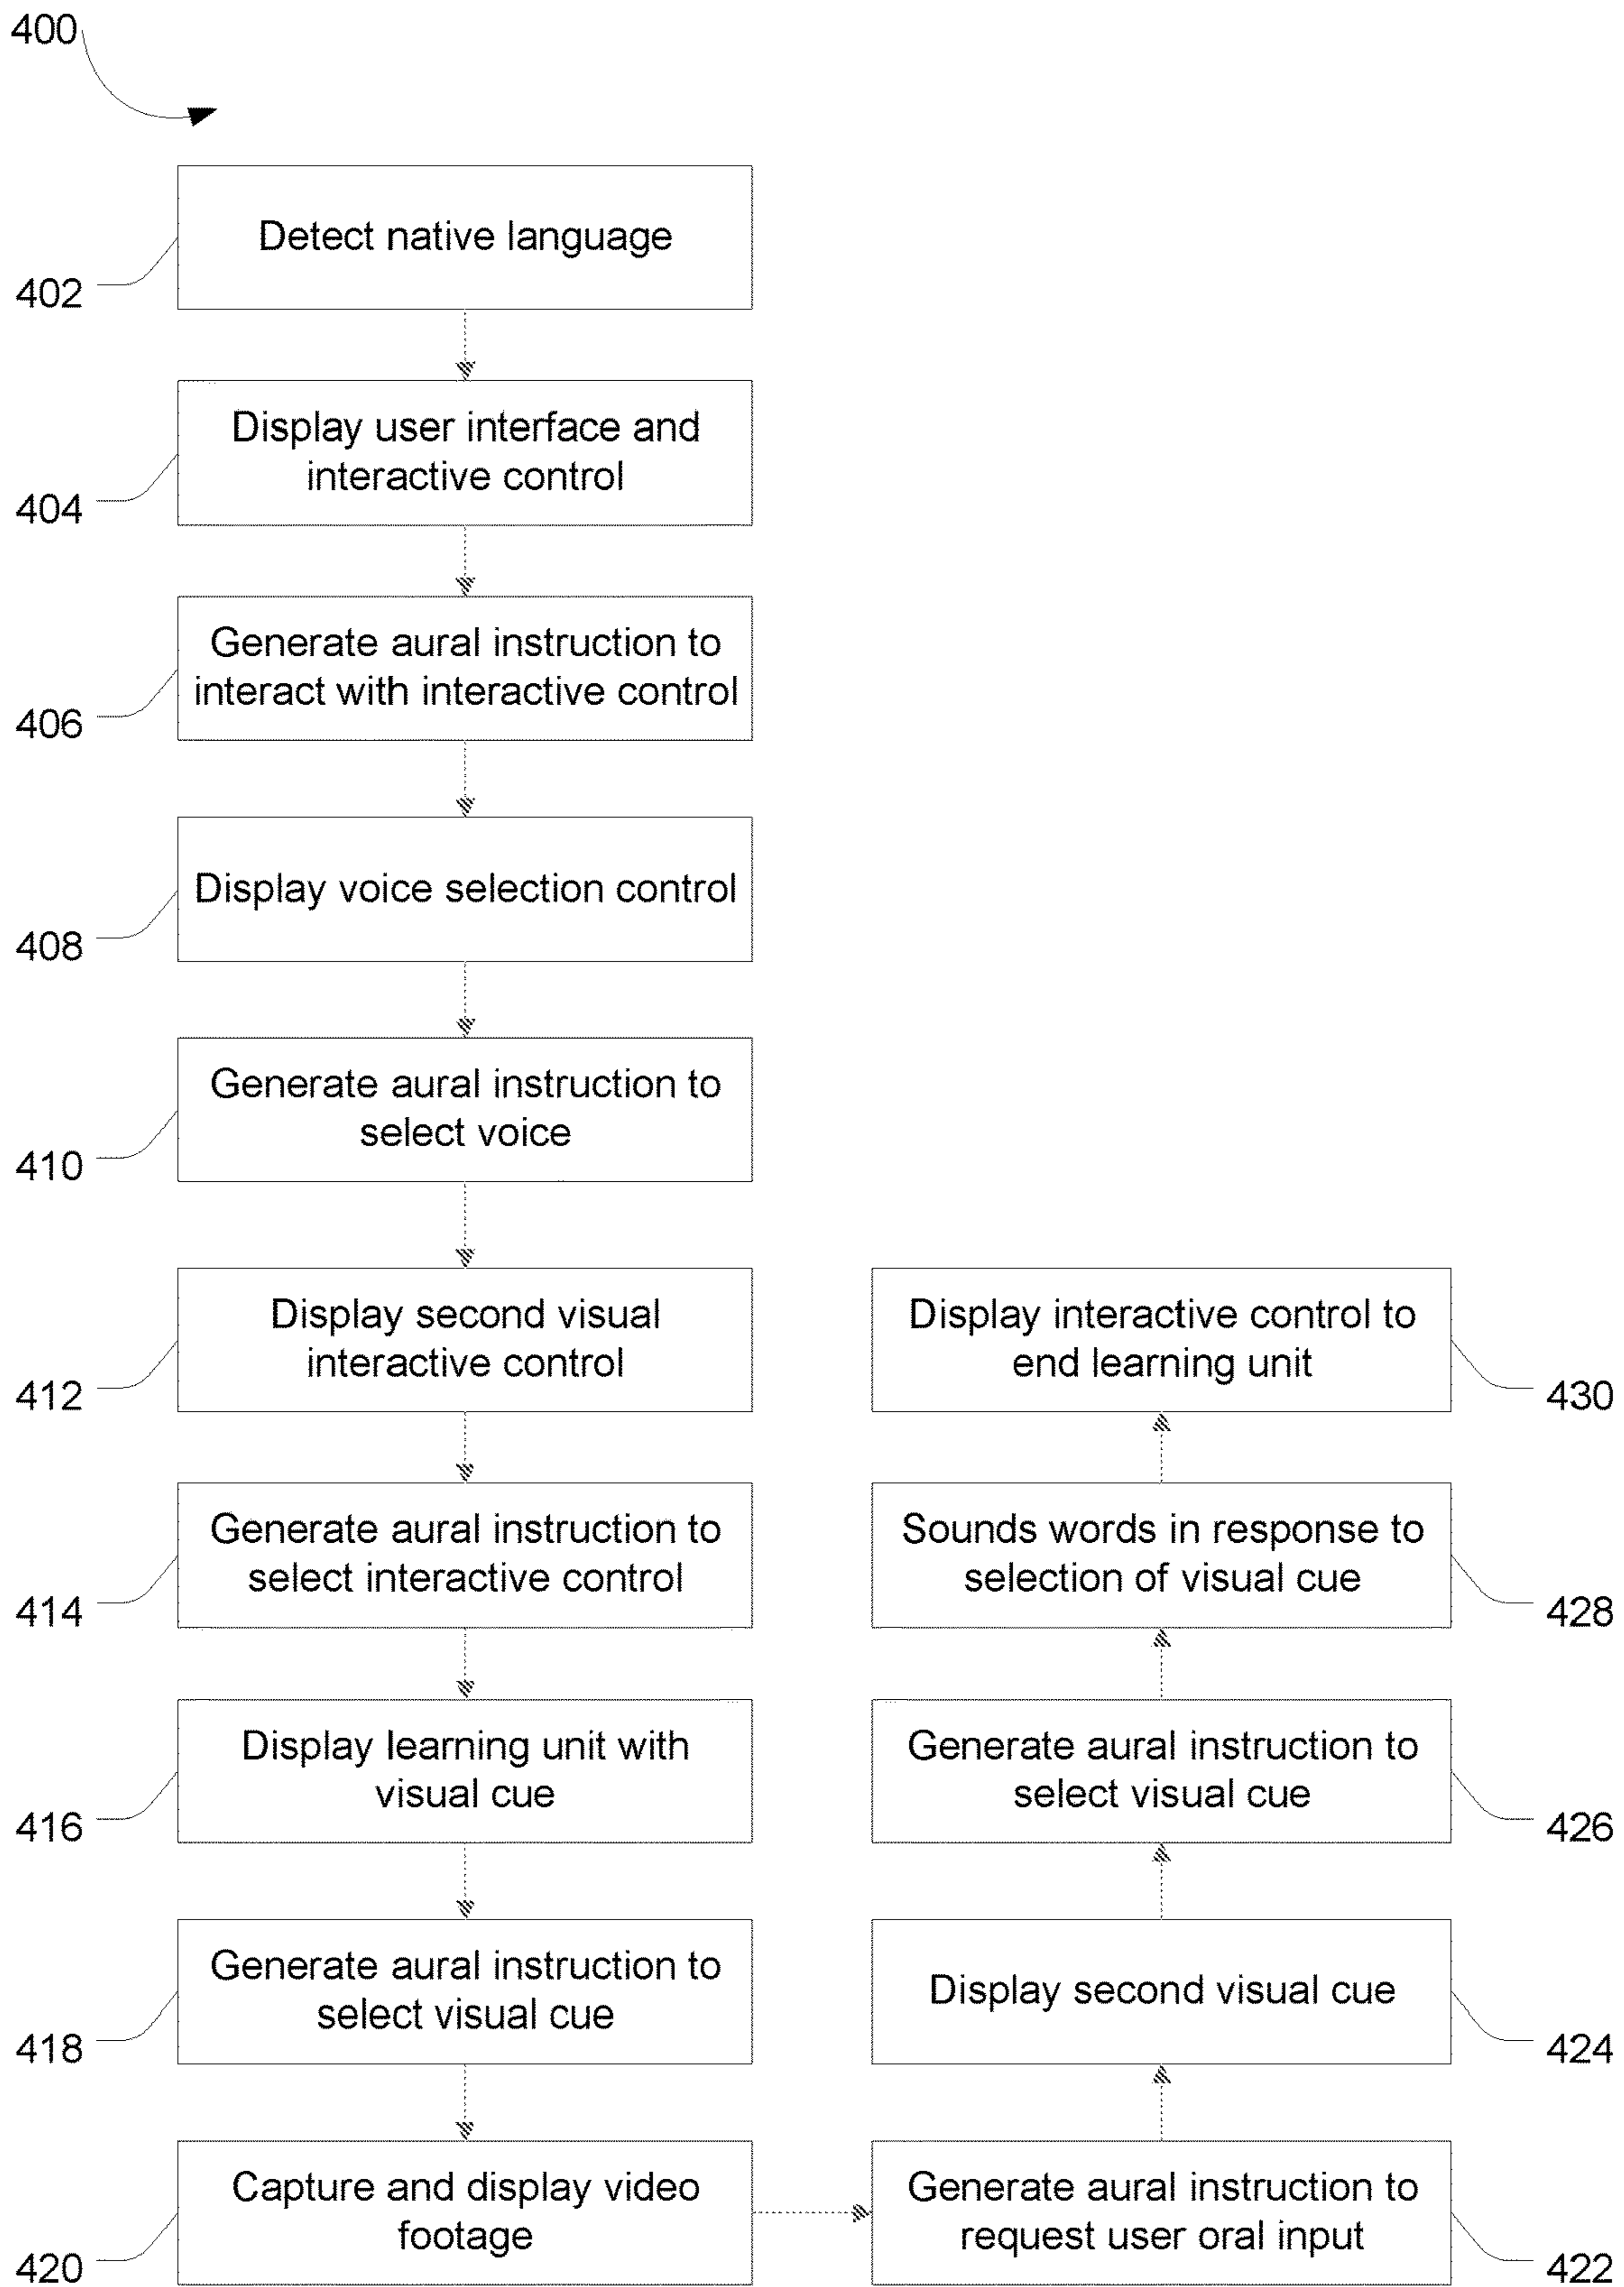 400
Detect native language
402
Display user interface and
interactive control
404
Generate aural instruction to
interact with interactive control
406
Display voice selection control
408
Generate aural instruction to
select voice
410
Display second visual
interactive control
412
Generate aural instruction to
select interactive control
414
Display learning unit with
visual cue
416
Generate aural instruction to
select visual cue
418
Capture and display video
footage
420
Display interactive control to
end learning unit
430
Sounds words in response to
selection of visual cue
428
Generate aural instruction to
select visual cue
426
Display second visual cue
424
Generate aural instruction to
request user oral input
422